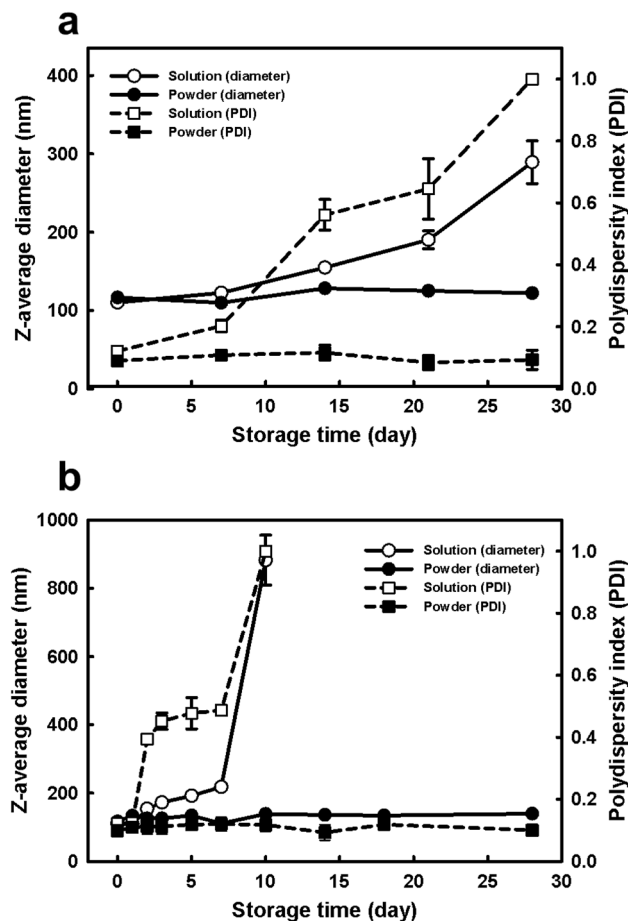 a
Solution (diameter)
Powder (diameter)
Solution (PDI)
Powder (PDI)
Z-average diameter (nm)
400
300
200
100
0
Polydispersity index (PDI)
1.0
0.8
0.6
0.4
0.2
0.0
0 5 10 15 20 25 30
Storage time (day)
b
Solution (diameter)
Powder (diameter)
Solution (PDI)
Powder (PDI)
Z-average diameter (nm)
1000
800
600
400
200
0
Polydispersity index (PDI)
1.0
0.8
0.6
0.4
0.2
0.0
0 5 10 15 20 25 30
Storage time (day)